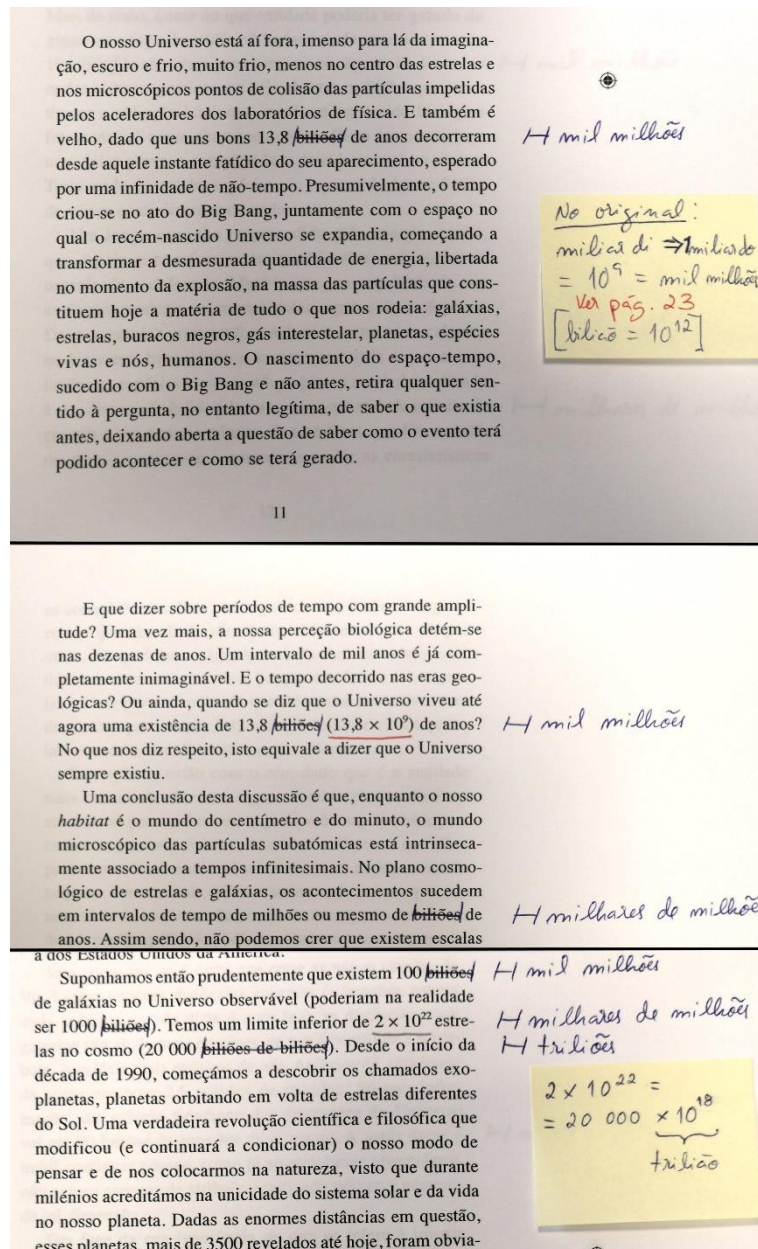 O nosso Universo está aí fora, imenso para lá da imagina-
ção, escuro e frio, muito frio, menos no centro das estrelas e
nos microscópicos pontos de colisão das partículas impelidas
pelos aceleradores dos laboratórios de física. E também é
velho, dado que uns bons 13,8 biliões de anos decorreram
mil milhões
desde aquele instante fatídico do seu aparecimento, esperado
por uma infinidade de não-tempo. Presumivelmente, o tempo
criou-se no ato do Big Bang, juntamente com o espaço no
qual o recém-nascido Universo se expandia, começando a
transformar a desmesurada quantidade de energia, libertada
no momento da explosão, na massa das partículas que cons-
tituem hoje a matéria de tudo o que nos rodeia: galáxias,
estrelas, buracos negros, gás interestelar, planetas, espécies
vivas e nós, humanos. O nascimento do espaço-tempo,
sucedido com o Big Bang e não antes, retira qualquer sen-
tido à pergunta, no entanto legítima, de saber o que existia
antes, deixando aberta a questão de saber como o evento terá
podido acontecer e como se terá gerado.
No original:
miliardi ⇒ 1 miliardo
= 10⁹ = mil milhões
Ver pág. 23
[bilião = 10¹²]
11
E que dizer sobre períodos de tempo com grande ampli-
tude? Uma vez mais, a nossa perceção biológica detém-se
nas dezenas de anos. Um intervalo de mil anos é já com-
pletamente inimaginável. E o tempo decorrido nas eras geo-
lógicas? Ou ainda, quando se diz que o Universo viveu até
agora uma existência de 13,8 biliões (13,8 × 10⁹) de anos?
mil milhões
No que nos diz respeito, isto equivale a dizer que o Universo
sempre existiu.
Uma conclusão desta discussão é que, enquanto o nosso
habitat é o mundo do centímetro e do minuto, o mundo
microscópico das partículas subatómicas está intrinseca-
mente associado a tempos infinitesimais. No plano cosmo-
lógico de estrelas e galáxias, os acontecimentos sucedem
em intervalos de tempo de milhões ou mesmo de biliões de
milhares de milhões
anos. Assim sendo, não podemos crer que existem escalas
a dos Estados Unidos da América.
Suponhamos então prudentemente que existem 100 biliões
mil milhões
de galáxias no Universo observável (poderiam na realidade
ser 1000 biliões). Temos um limite inferior de 2 × 10²² estre-
milhares de milhões
las no cosmo (20 000 biliões de biliões). Desde o início da
triliões
década de 1990, começámos a descobrir os chamados exo-
planetas, planetas orbitando em volta de estrelas diferentes
do Sol. Uma verdadeira revolução científica e filosófica que
modificou (e continuará a condicionar) o nosso modo de
pensar e de nos colocarmos na natureza, visto que durante
milénios acreditámos na unicidade do sistema solar e da vida
no nosso planeta. Dadas as enormes distâncias em questão,
esses planetas, mais de 3500 revelados até hoje, foram obvia-
2 × 10²² =
= 20 000 × 10¹⁸
trilião